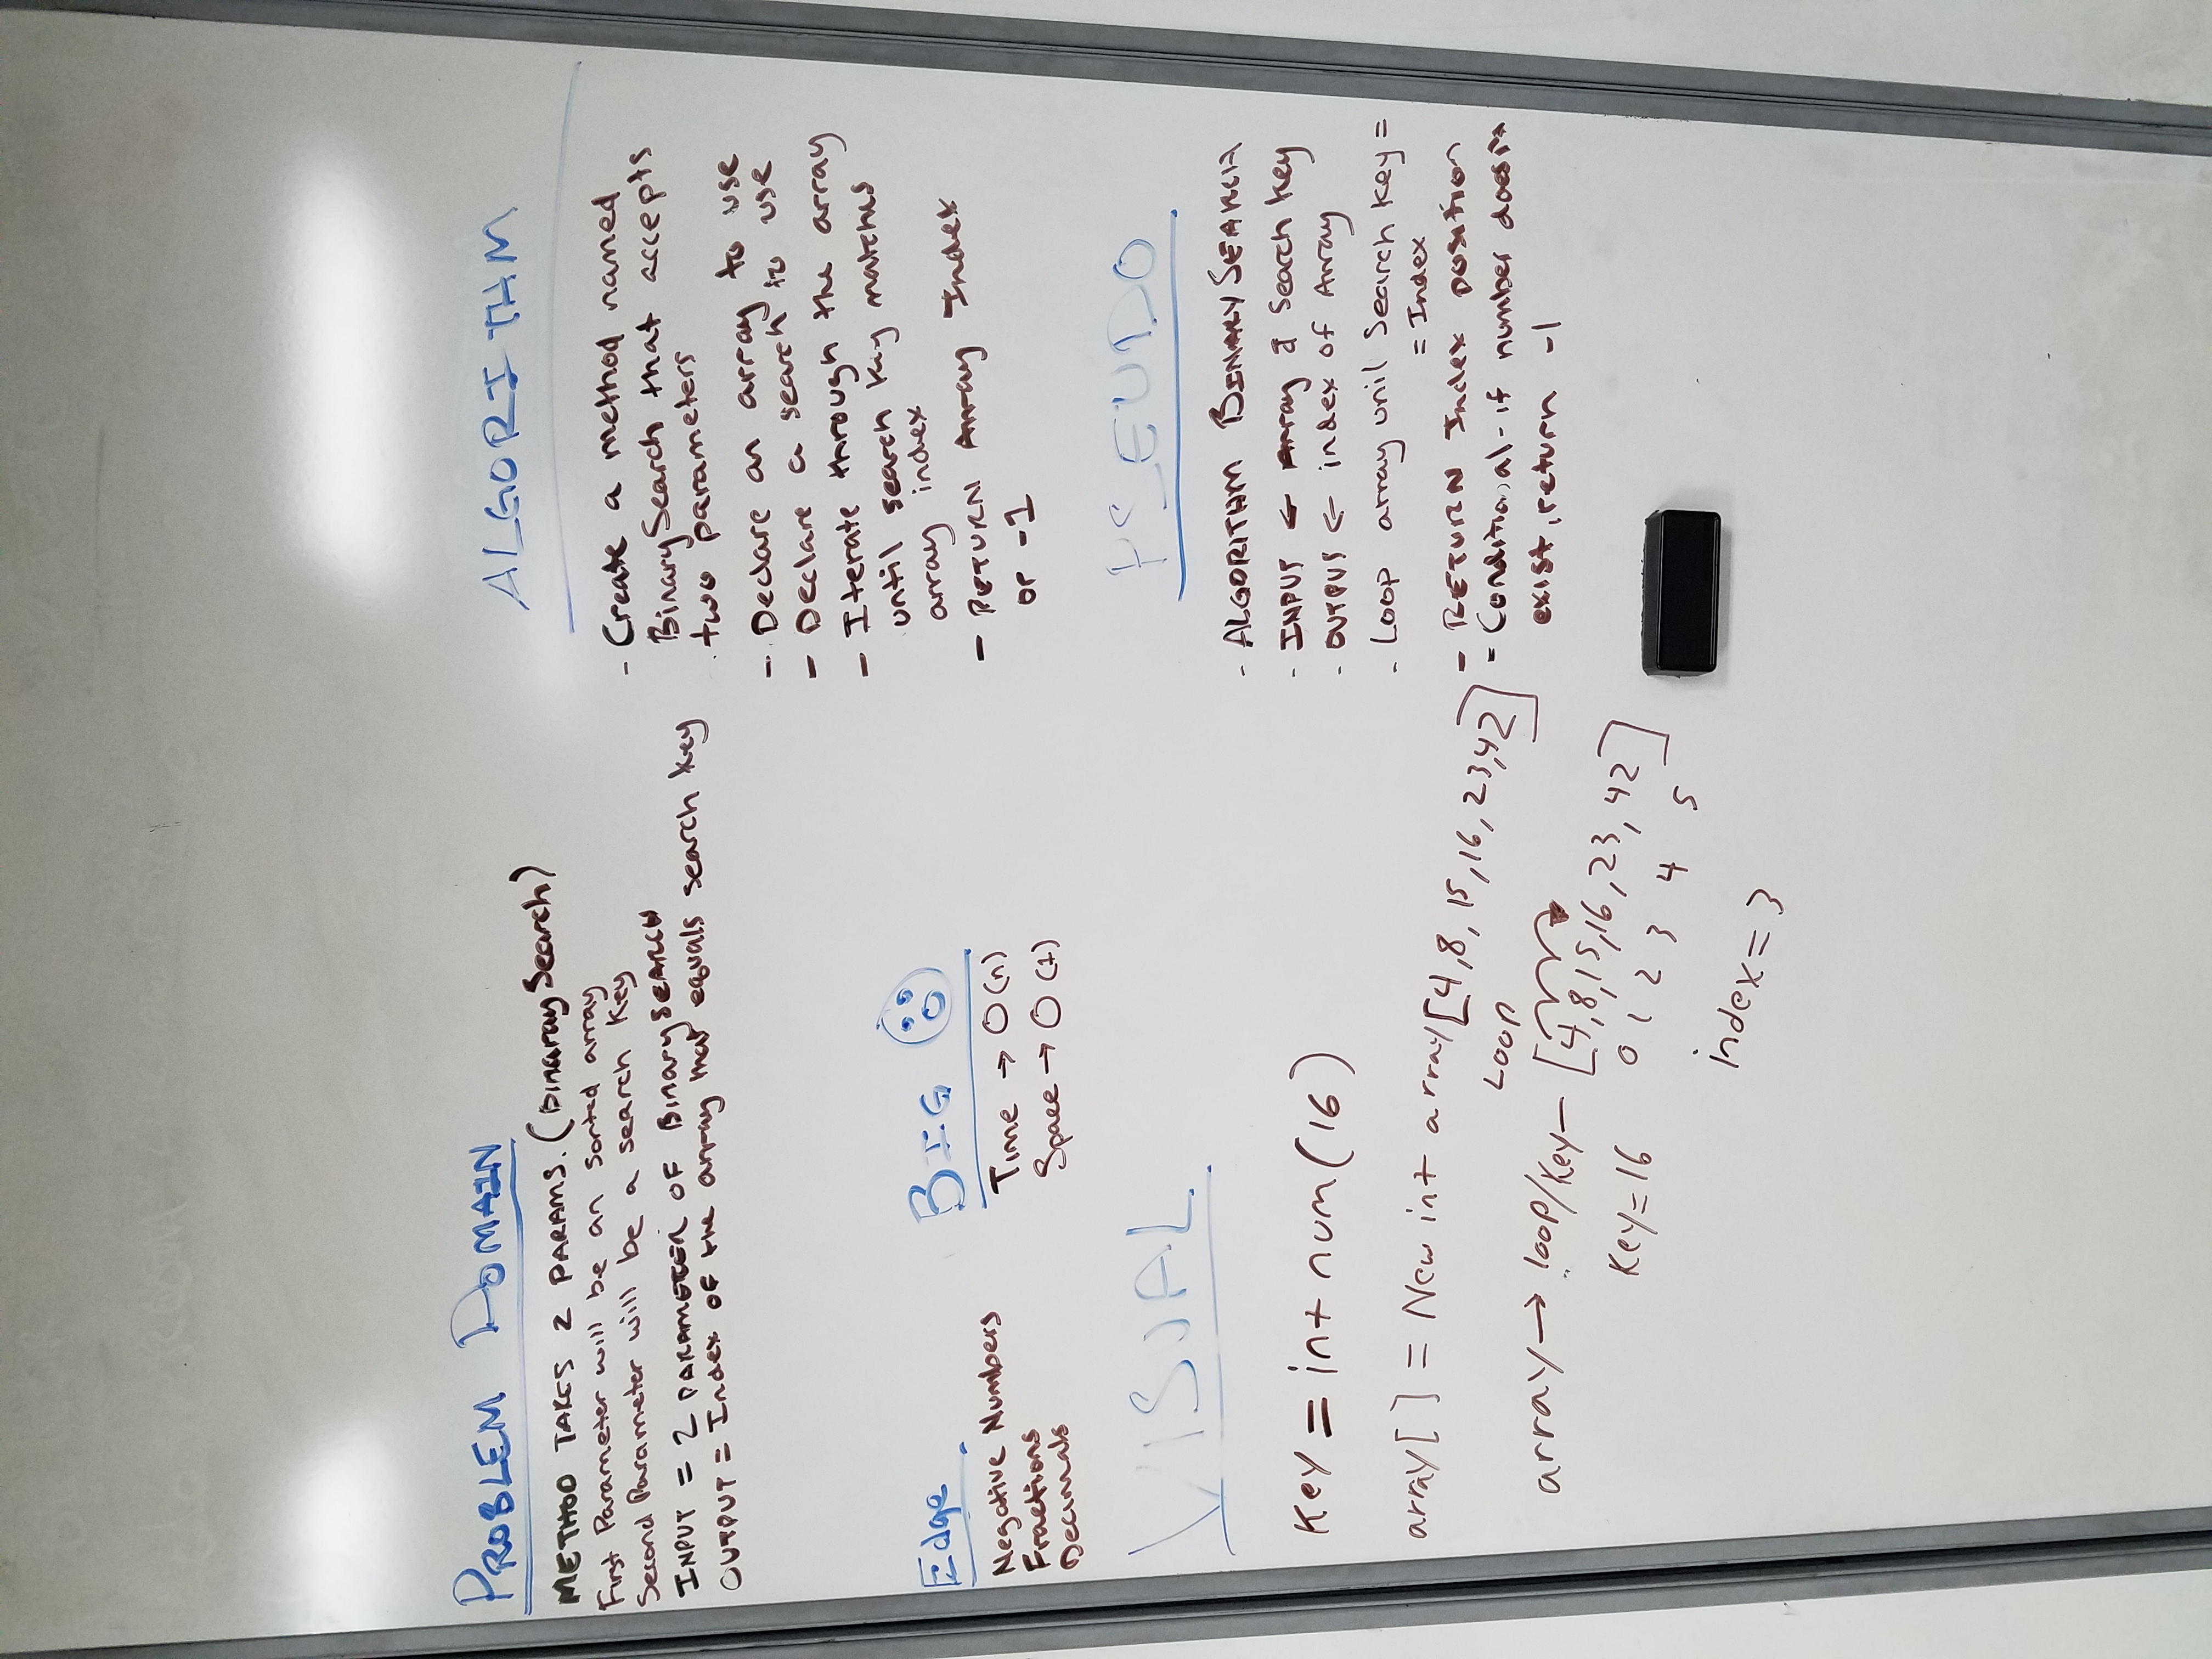 PROBLEM DOMAIN
METHOD TAKES 2 PARAMS. (BinaraySearch)
First Parameter will be an sorted array
Second Parameter will be a search Key
INPUT = 2 PARAMETER OF BINARYSEARCH
OUTPUT = Index OF the array that equals search key
Edge
Negative Numbers
Fractions
Decimals
BIG O
Time → O(n)
Space → O(1)
VISUAL
Key = int num(16)
array[ ] = New int array[4,8,15,16,23,42]
LOOP
array → loop/Key - [4,8,15,16,23,42]
Key=16 0 1 2 3 4 5
index=3
ALGORITHM
- Create a method named
BinarySearch that accepts
two parameters
- Declare an array to use
- Declare a search to use
- Iterate through the array
until search key matches
array index
- RETURN Array Index
or -1
PSEUDO
- ALGORITHM BINARYSEARCH
- INPUT ← Array & Search Key
- OUTPUT ← index of Array
- Loop array unil Search Key =
= Index
- RETURN Index position
- Conditional - if number doesn't
exist, return -1